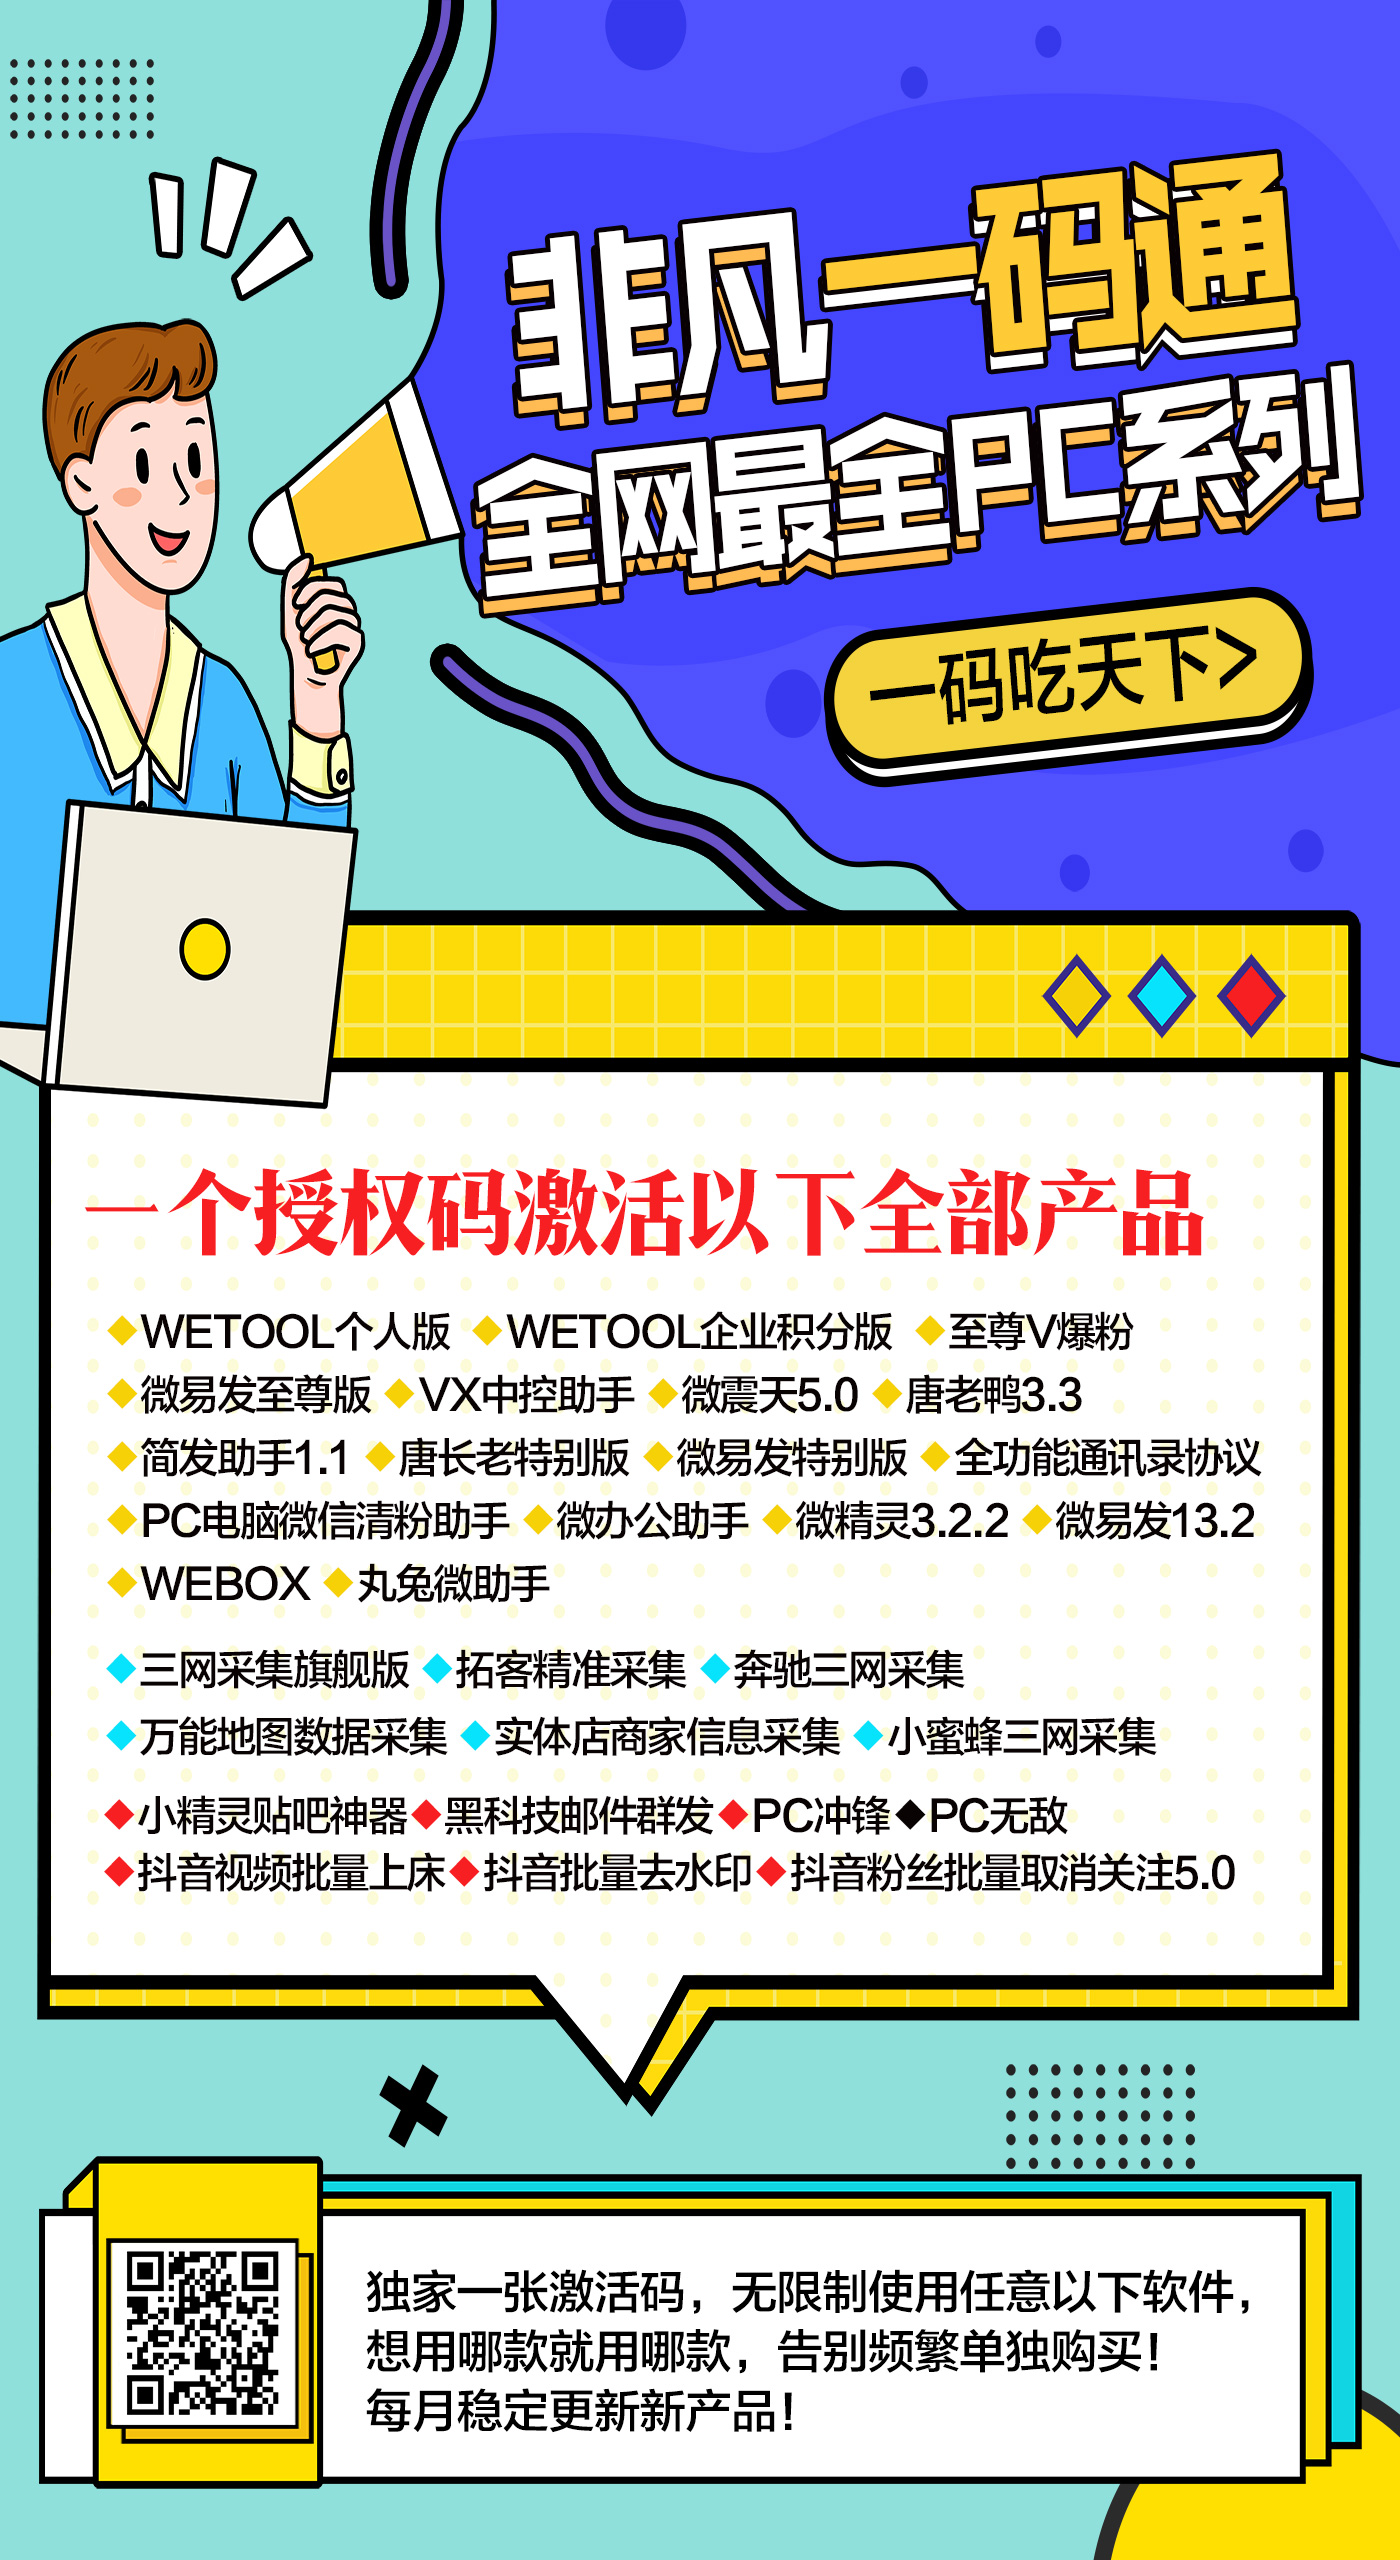 非凡一码通
全网最全PC系列
一码吃天下>
一个授权码激活以下全部产品
◆WETOOL个人版 ◆WETOOL企业积分版 ◆至尊V爆粉
◆微易发至尊版 ◆VX中控助手 ◆微震天5.0 ◆唐老鸭3.3
◆简发助手1.1 ◆唐长老特别版 ◆微易发特别版 ◆全功能通讯录协议
◆PC电脑微信清粉助手 ◆微办公助手 ◆微精灵3.2.2 ◆微易发13.2
◆WEBOX ◆丸兔微助手
◆三网采集旗舰版 ◆拓客精准采集 ◆奔驰三网采集
◆万能地图数据采集 ◆实体店商家信息采集 ◆小蜜蜂三网采集
◆小精灵贴吧神器◆黑科技邮件群发◆PC冲锋◆PC无敌
◆抖音视频批量上床◆抖音批量去水印◆抖音粉丝批量取消关注5.0
独家一张激活码，无限制使用任意以下软件，
想用哪款就用哪款，告别频繁单独购买！
每月稳定更新新产品！